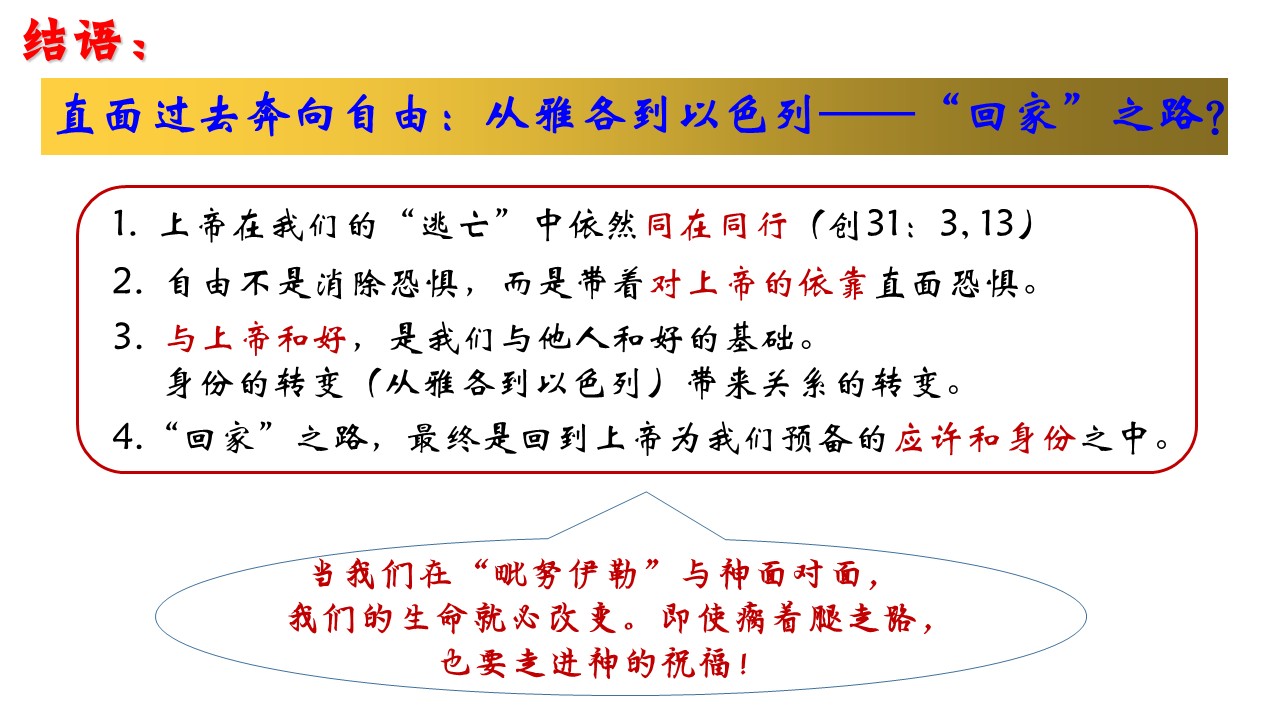 结语：
直面过去奔向自由：从雅各到以色列——“回家”之路？
1. 上帝在我们的“逃亡”中依然同在同行（创31：3, 13）
2. 自由不是消除恐惧，而是带着对上帝的依靠直面恐惧。
3. 与上帝和好，是我们与他人和好的基础。
身份的转变（从雅各到以色列）带来关系的转变。
4.“回家”之路，最终是回到上帝为我们预备的应许和身份之中。
当我们在“毗努伊勒”与神面对面，
我们的生命就必改变。即使瘸着腿走路，
也要走进神的祝福！